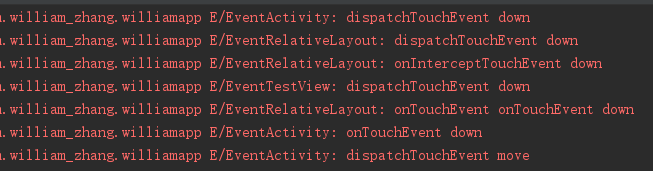 m.william_zhang.williamapp E/EventActivity: dispatchTouchEvent down
m.william_zhang.williamapp E/EventRelativeLayout: dispatchTouchEvent down
m.william_zhang.williamapp E/EventRelativeLayout: onInterceptTouchEvent down
m.william_zhang.williamapp E/EventTestView: dispatchTouchEvent down
m.william_zhang.williamapp E/EventRelativeLayout: onTouchEvent onTouchEvent down
m.william_zhang.williamapp E/EventActivity: onTouchEvent down
m.william_zhang.williamapp E/EventActivity: dispatchTouchEvent move